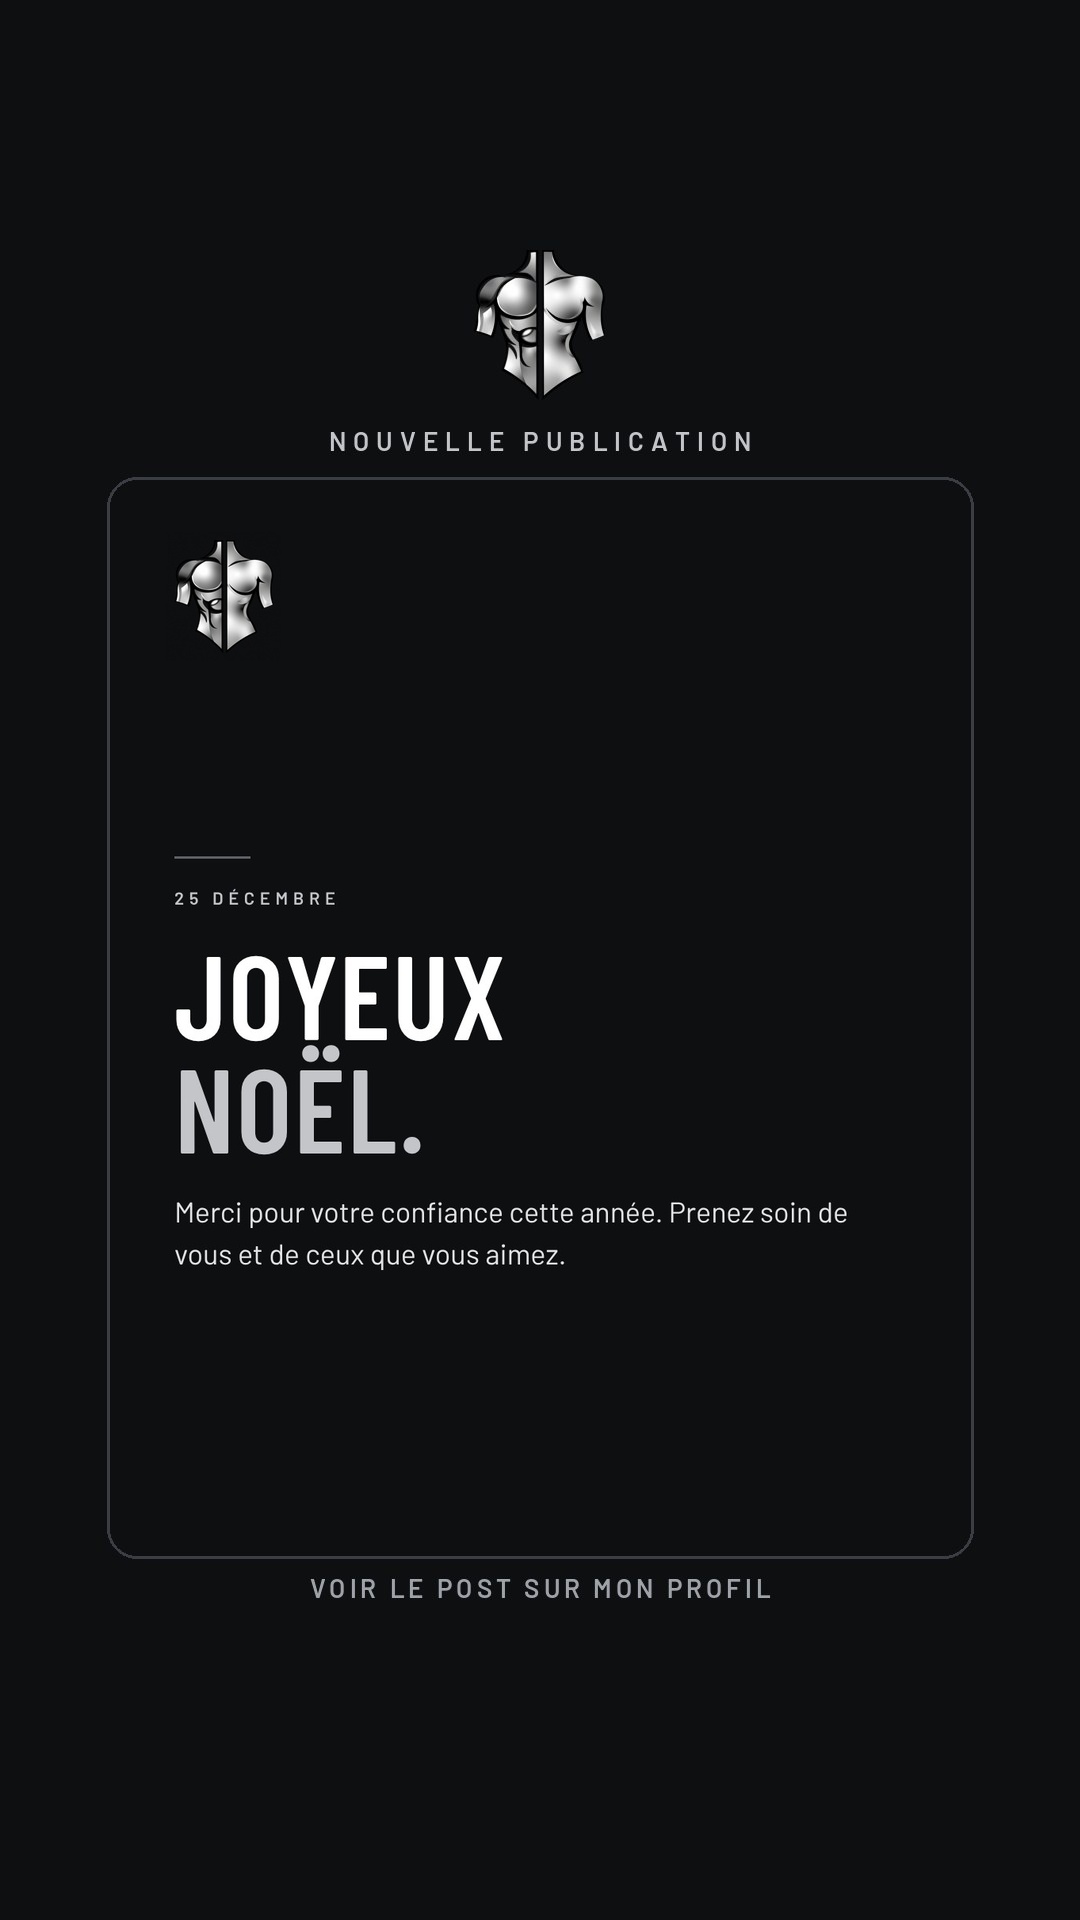 NOUVELLE PUBLICATION
25 DÉCEMBRE
JOYEUX
NOËL.
Merci pour votre confiance cette année. Prenez soin de
vous et de ceux que vous aimez.
VOIR LE POST SUR MON PROFIL